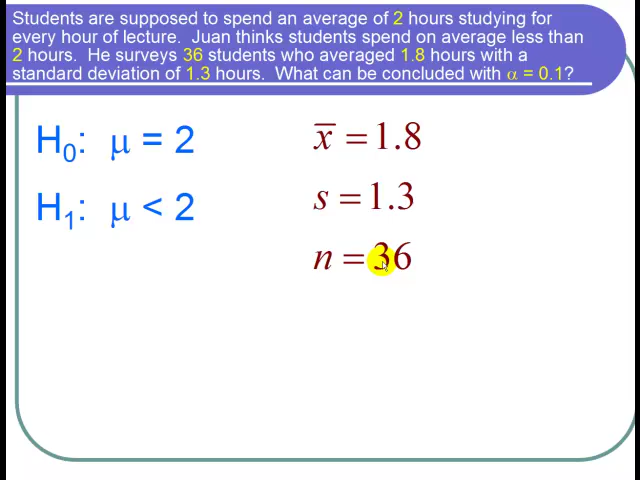 Students are supposed to spend an average of 2 hours studying for
every hour of lecture. Juan thinks students spend on average less than
2 hours. He surveys 36 students who averaged 1.8 hours with a
standard deviation of 1.3 hours. What can be concluded with α = 0.1?
H₀: μ = 2
x̅ = 1.8
H₁: μ < 2
s = 1.3
n = 36